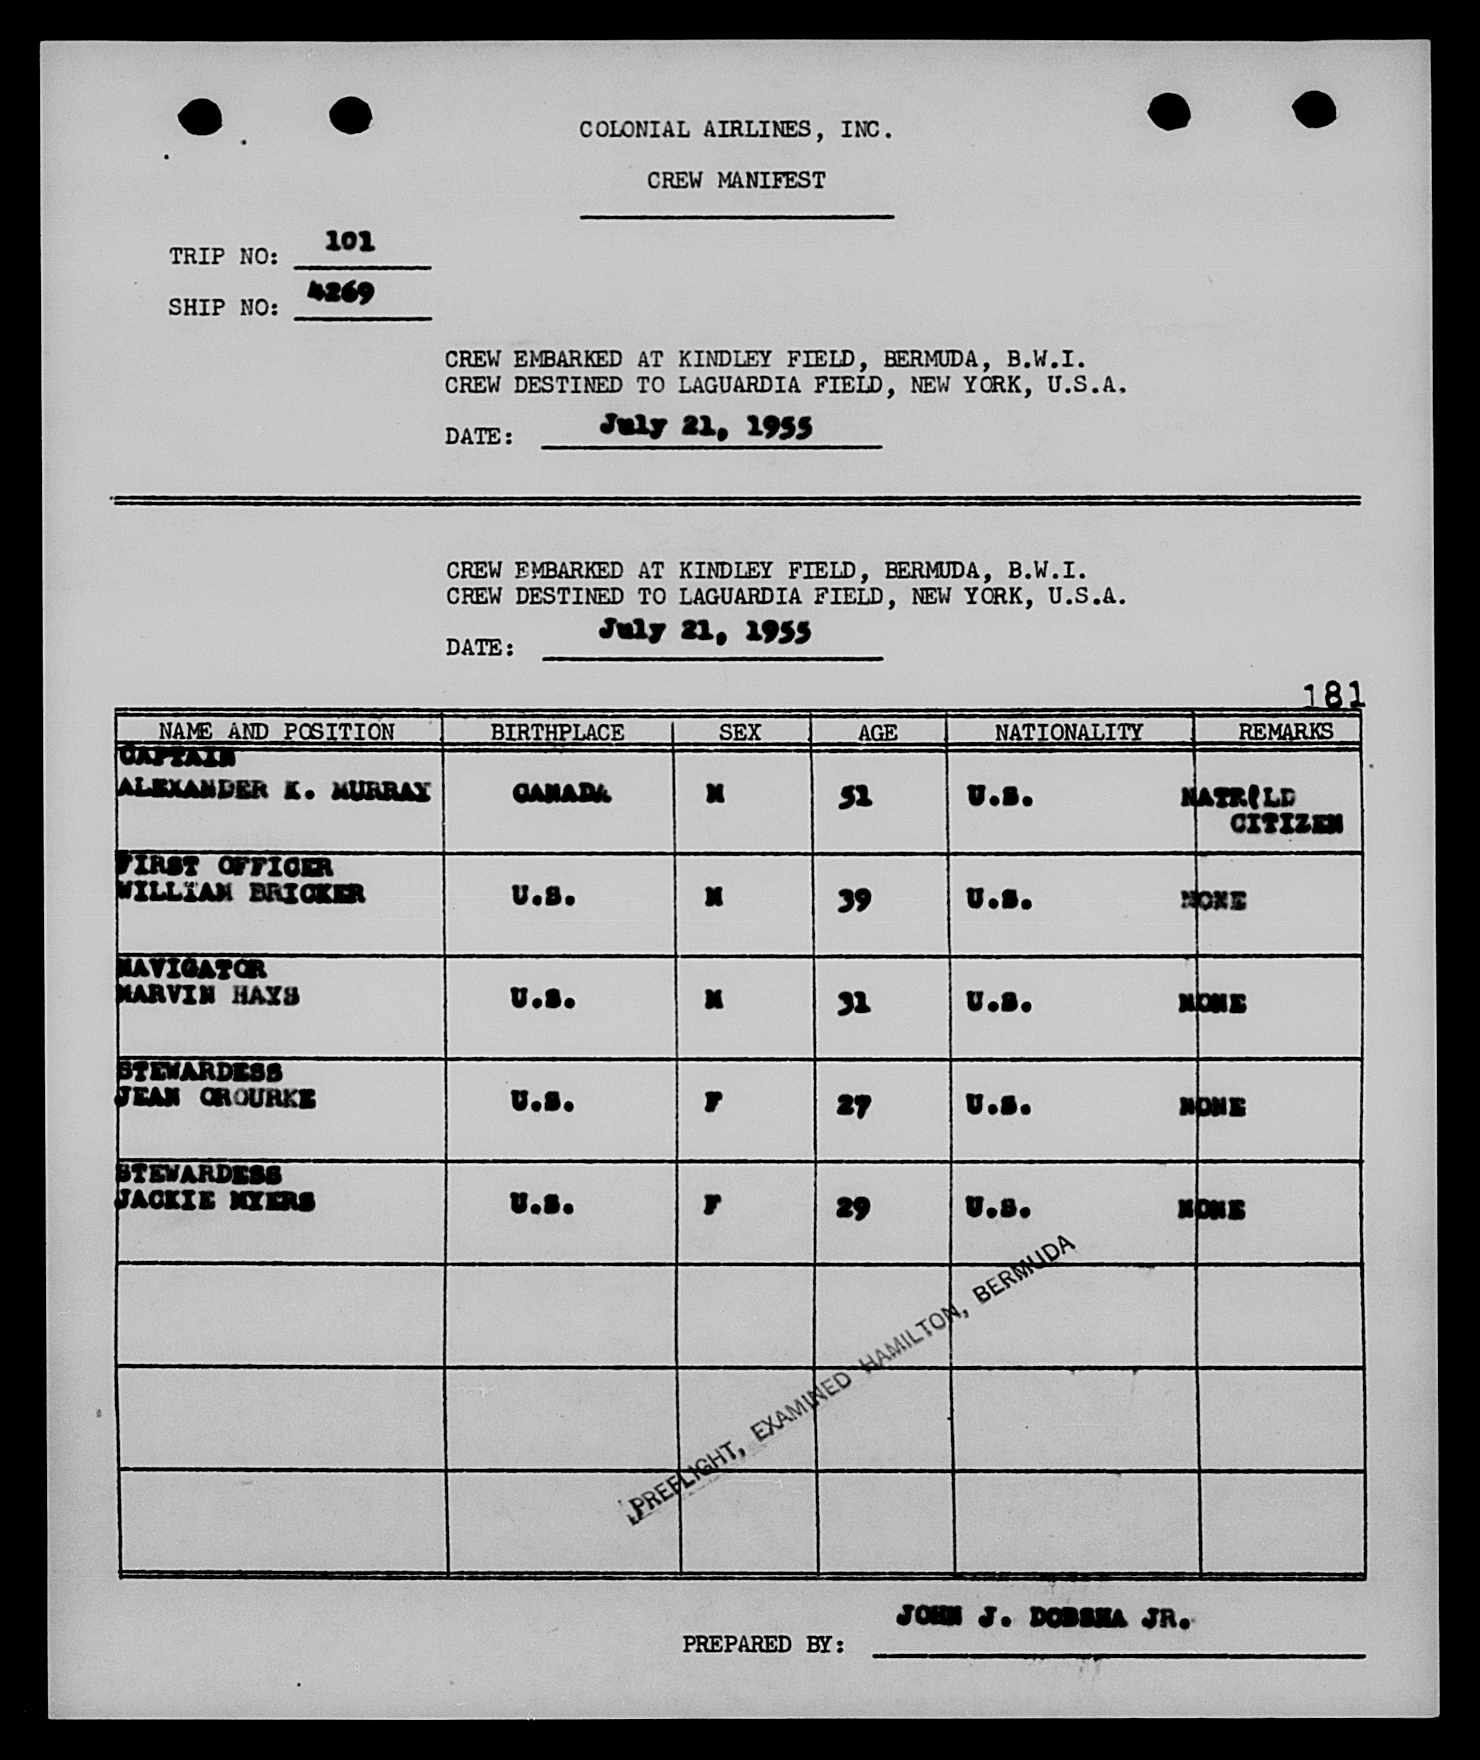 COLONIAL AIRLINES, INC.
CREW MANIFEST
TRIP NO: 101
SHIP NO: 4269
CREW EMBARKED AT KINDLEY FIELD, BERMUDA, B.W.I.
CREW DESTINED TO LAGUARDIA FIELD, NEW YORK, U.S.A.
DATE: July 21, 1955
CREW EMBARKED AT KINDLEY FIELD, BERMUDA, B.W.I.
CREW DESTINED TO LAGUARDIA FIELD, NEW YORK, U.S.A.
DATE: July 21, 1955
181
NAME AND POSITION BIRTHPLACE SEX AGE NATIONALITY REMARKS
CAPTAIN
ALEXANDER K. MURRAY CANADA M 51 U.S. NATR(LD
CITIZEN
FIRST OFFICER
WILLIAM BRICKER U.S. M 39 U.S. NONE
NAVIGATOR
MARVIN HAYS U.S. M 31 U.S. NONE
STEWARDESS
JEAN OROURKE U.S. F 27 U.S. NONE
STEWARDESS
JACKIE MYERS U.S. F 29 U.S. NONE
PREFLIGHT, EXAMINED HAMILTON, BERMUDA
JOHN J. DOBSHA JR.
PREPARED BY: